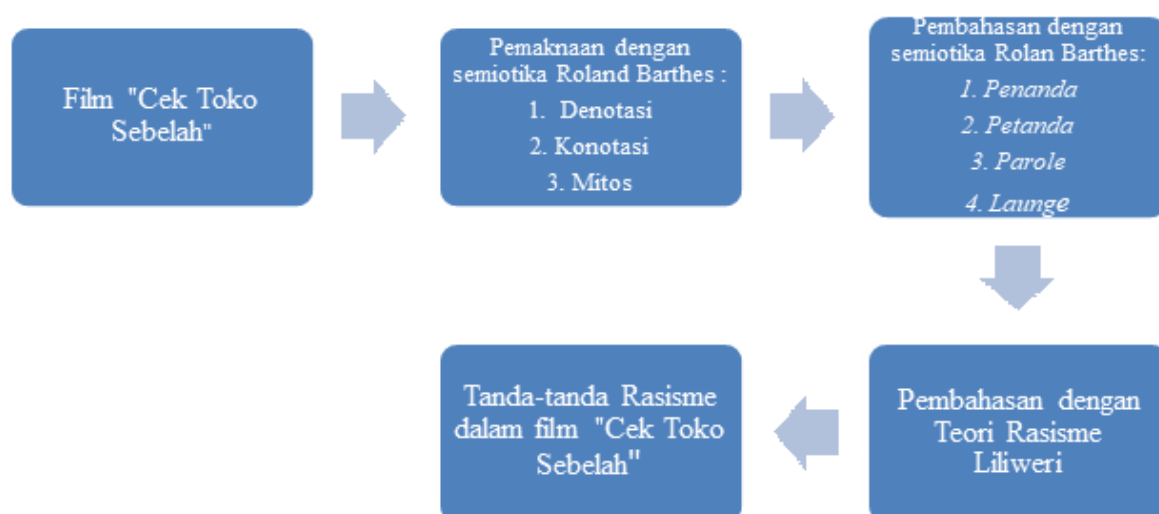 Film "Cek Toko
Sebelah"
Pemaknaan dengan
semiotika Roland Barthes :
1. Denotasi
2. Konotasi
3. Mitos
Pembahasan dengan
semiotika Rolan Barthes:
1. Penanda
2. Petanda
3. Parole
4. Launge
Pembahasan dengan
Teori Rasisme
Liliweri
Tanda-tanda Rasisme
dalam film "Cek Toko
Sebelah"